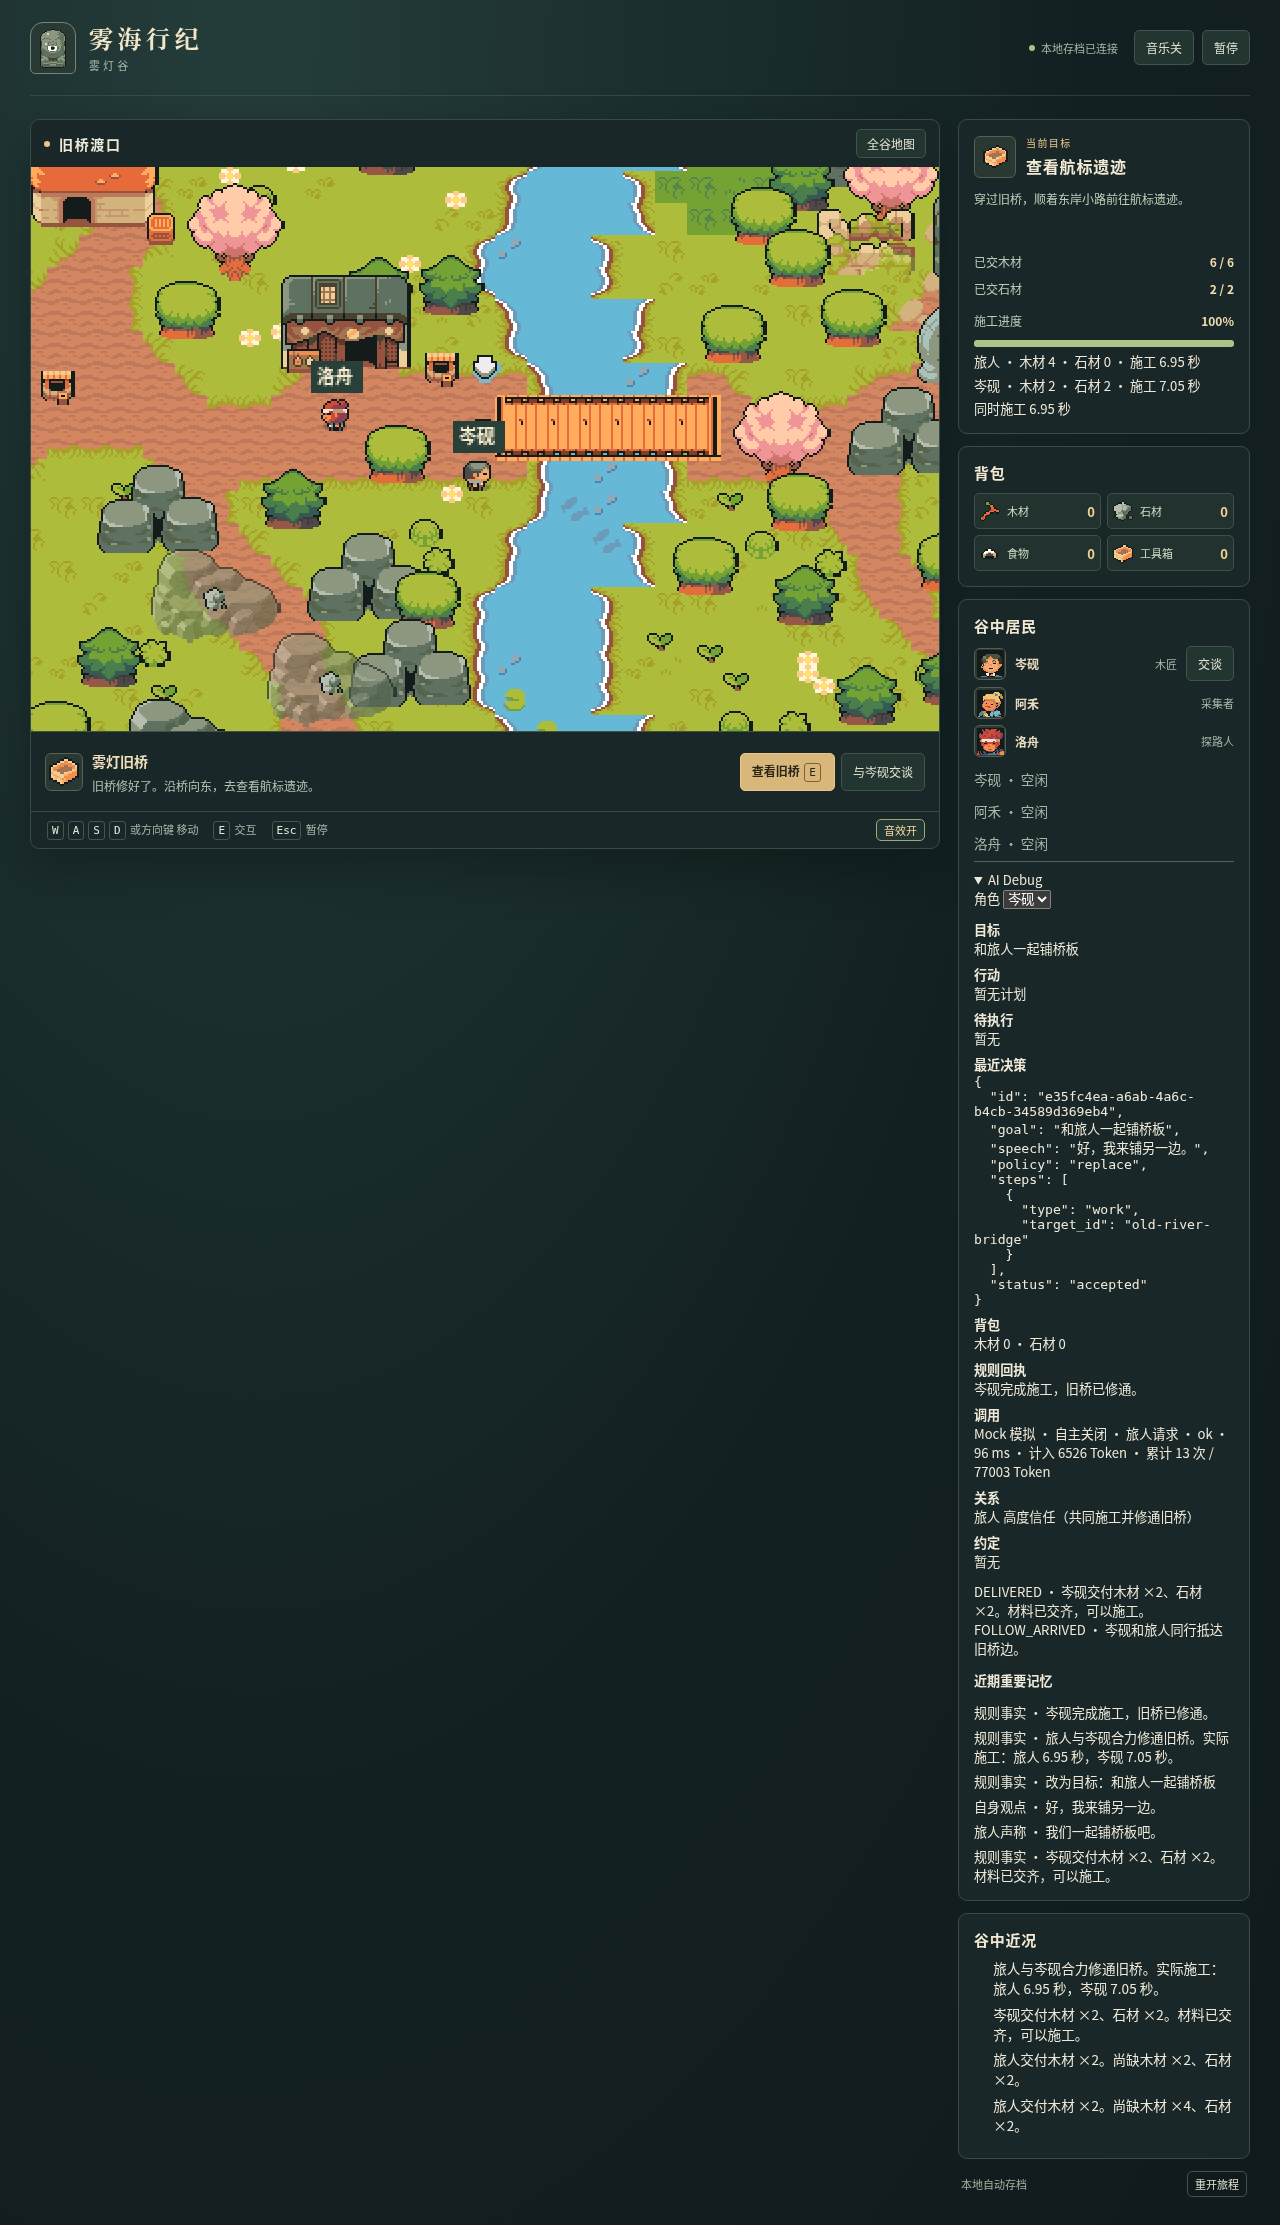 雾海行纪
雾灯谷
本地存档已连接
音乐关
暂停
旧桥渡口
全谷地图
洛舟
岑砚
雾灯旧桥
旧桥修好了。沿桥向东，去查看航标遗迹。
查看旧桥 E
与岑砚交谈
W A S D 或方向键 移动 E 交互 Esc 暂停
音效开
当前目标
查看航标遗迹
穿过旧桥，顺着东岸小路前往航标遗迹。
已交木材 6 / 6
已交石材 2 / 2
施工进度 100%
旅人 · 木材 4 · 石材 0 · 施工 6.95 秒
岑砚 · 木材 2 · 石材 2 · 施工 7.05 秒
同时施工 6.95 秒
背包
木材 0 石材 0
食物 0 工具箱 0
谷中居民
岑砚 木匠 交谈
阿禾 采集者
洛舟 探路人
岑砚 · 空闲
阿禾 · 空闲
洛舟 · 空闲
▼ AI Debug
角色 岑砚
目标
和旅人一起铺桥板
行动
暂无计划
待执行
暂无
最近决策
{
"id": "e35fc4ea-a6ab-4a6c-
b4cb-34589d369eb4",
"goal": "和旅人一起铺桥板",
"speech": "好，我来铺另一边。",
"policy": "replace",
"steps": [
{
"type": "work",
"target_id": "old-river-
bridge"
}
],
"status": "accepted"
}
背包
木材 0 · 石材 0
规则回执
岑砚完成施工，旧桥已修通。
调用
Mock 模拟 · 自主关闭 · 旅人请求 · ok ·
96 ms · 计入 6526 Token · 累计 13 次 /
77003 Token
关系
旅人 高度信任（共同施工并修通旧桥）
约定
暂无
DELIVERED · 岑砚交付木材 ×2、石材
×2。材料已交齐，可以施工。
FOLLOW_ARRIVED · 岑砚和旅人同行抵达
旧桥边。
近期重要记忆
规则事实 · 岑砚完成施工，旧桥已修通。
规则事实 · 旅人与岑砚合力修通旧桥。实际
施工：旅人 6.95 秒，岑砚 7.05 秒。
规则事实 · 改为目标：和旅人一起铺桥板
自身观点 · 好，我来铺另一边。
旅人声称 · 我们一起铺桥板吧。
规则事实 · 岑砚交付木材 ×2、石材 ×2。
材料已交齐，可以施工。
谷中近况
旅人与岑砚合力修通旧桥。实际施工：
旅人 6.95 秒，岑砚 7.05 秒。
岑砚交付木材 ×2、石材 ×2。材料已交
齐，可以施工。
旅人交付木材 ×2。尚缺木材 ×2、石材
×2。
旅人交付木材 ×2。尚缺木材 ×4、石材
×2。
本地自动存档
重开旅程